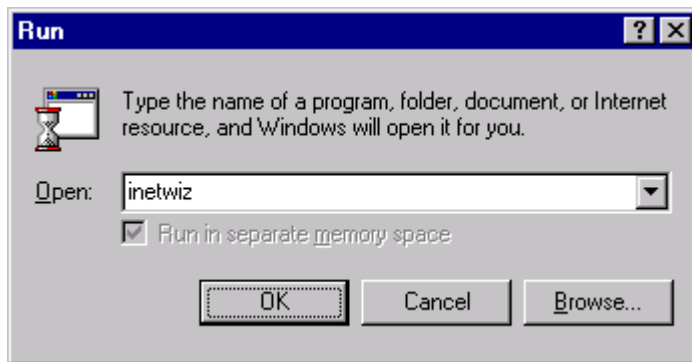 Run
Type the name of a program, folder, document, or Internet
resource, and Windows will open it for you.
Open: inetwiz
Run in separate memory space
OK Cancel Browse...